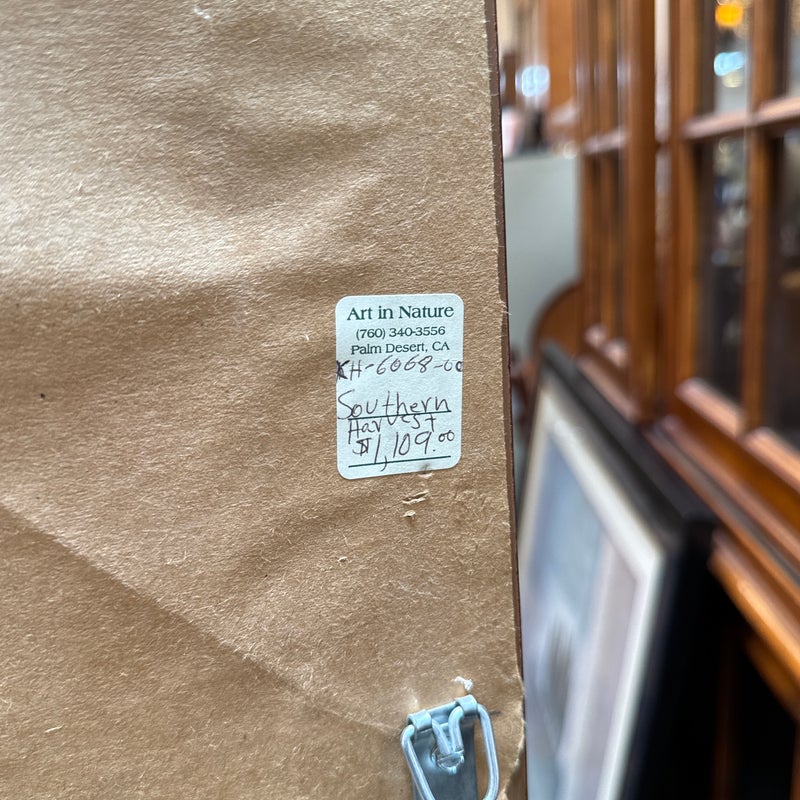 Art in Nature
(760) 340-3556
Palm Desert, CA
KH-6068-00
Southern
Harvest
$1,109.00